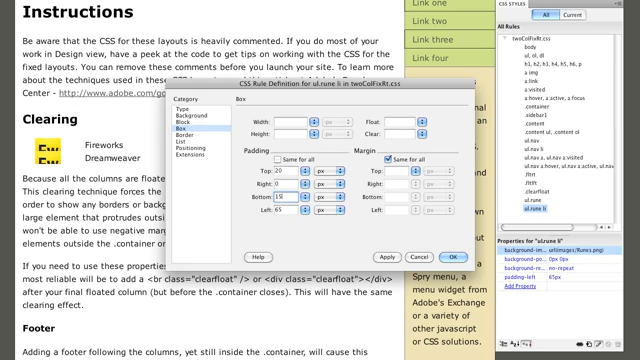 Instructions
Be aware that the CSS for these layouts is heavily commented. If you do most of your
work in Design view, have a peek at the code to get tips on working with the CSS for the
fixed layouts. You can remove these comments before you launch your site. To learn more
about the techniques used in these
Center - http://www.adobe.com/go
Clearing
Fireworks
Dreamweaver
Because all the columns are floate
This clearing technique forces the
order to show any borders or backg
large element that protrudes outsi
won't be able to use negative marg
elements outside the .container or
If you need to use these properties
most reliable will be to add a <br class="clearfloat" /> or <div class="clearfloat"></div>
after your final floated column (but before the .container closes). This will have the same
clearing effect.
Footer
Adding a footer following the columns, yet still inside the .container, will cause this
Link one
Link two
Link three
Link four
Spry menu, a
menu widget from
Adobe's Exchange
or a variety of
other javascript
or CSS solutions.
CSS Rule Definition for ul.rune li in twoColFixRt.css
Category
Type
Background
Block
Box
Border
List
Positioning
Extensions
Box
Width: px
Height: px
Float:
Clear:
Padding
Same for all
Top: 20 px
Right: 0 px
Bottom: 15 px
Left: 65 px
Margin
Same for all
Top: px
Right: px
Bottom: px
Left: px
Help
Apply
Cancel
OK
CSS STYLES
All
Current
All Rules
twoColFixRt.css
body
ul, ol, dl
h1, h2, h3, h4, h5, h6, p
a img
a:link
a:visited
a:hover, a:active, a:focus
.container
.sidebar1
.content
.content ul, .content ol
ul.nav
ul.nav li
ul.nav a, ul.nav a:visited
ul.nav a:hover, ul.nav a:active, ul.nav
.fltrt
.fltlft
.clearfloat
ul.rune
ul.rune li
Properties for "ul.rune li"
background-im... url(images/Runes.png)
background-po... 0px 0px
background-re... no-repeat
padding-left 65px
Add Property